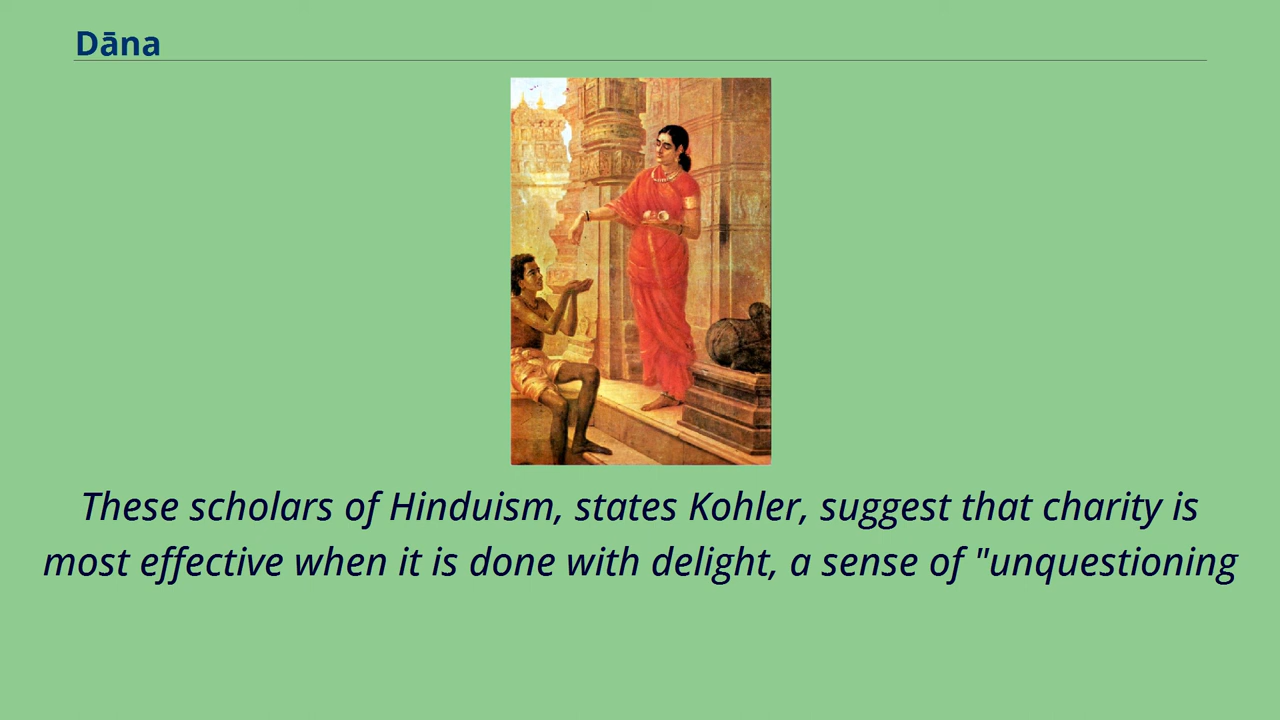 Dāna
These scholars of Hinduism, states Kohler, suggest that charity is
most effective when it is done with delight, a sense of "unquestioning